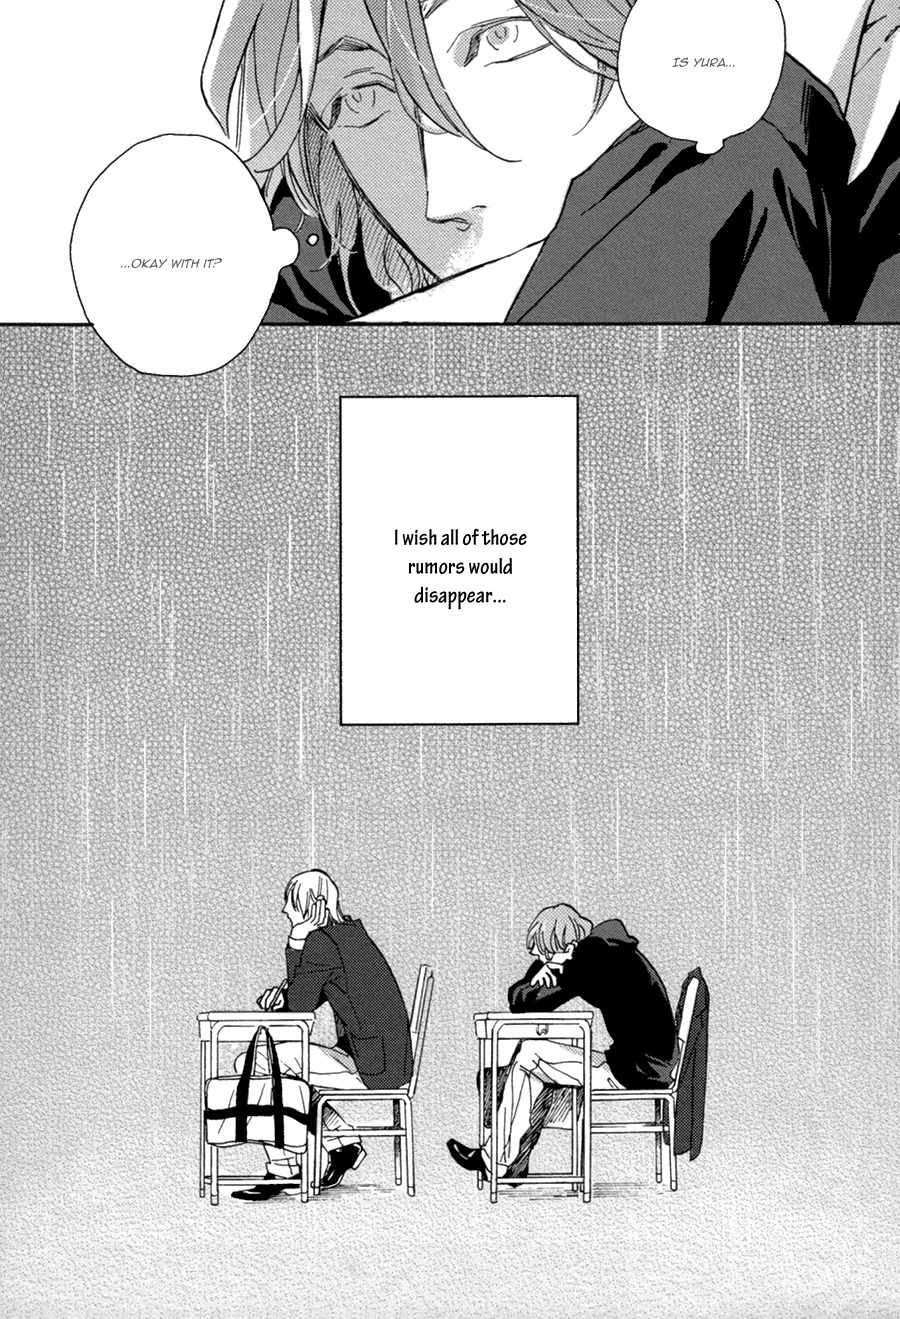 IS YURA...
...OKAY WITH IT?
I wish all of those
rumors would
disappear...